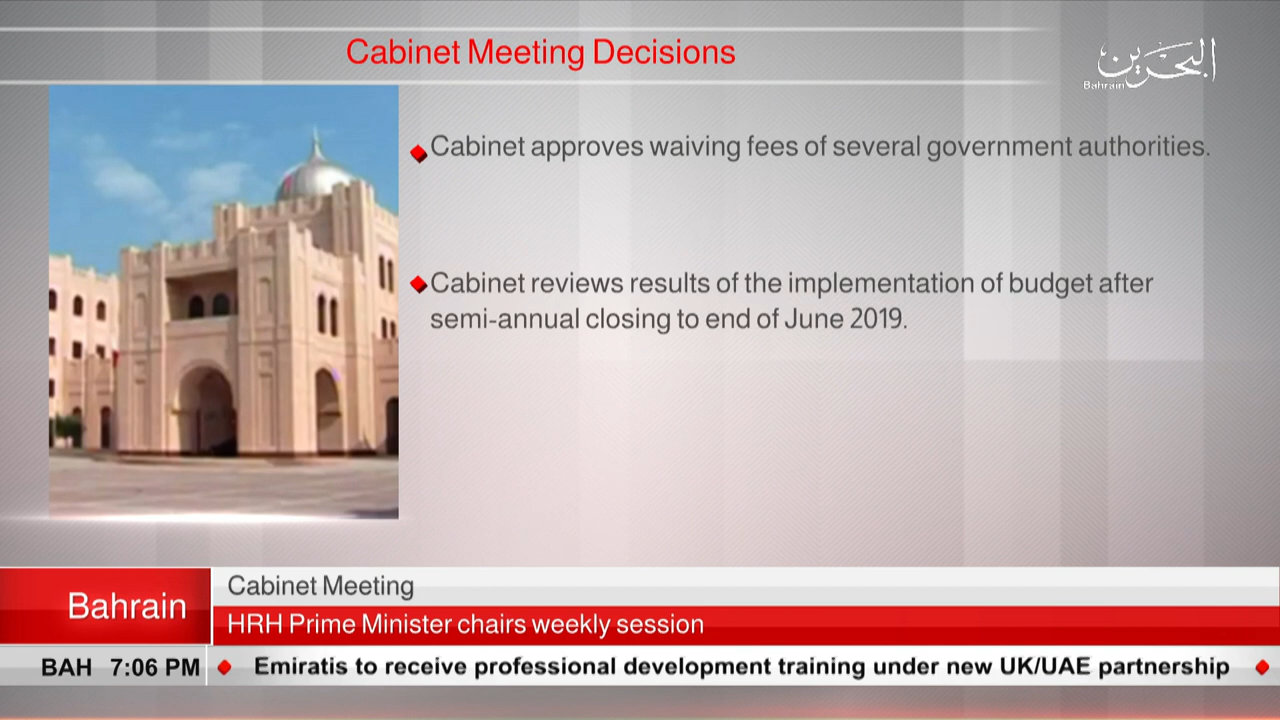 Cabinet Meeting Decisions
البحرين
Bahrain
Cabinet approves waiving fees of several government authorities.
Cabinet reviews results of the implementation of budget after
semi-annual closing to end of June 2019.
Bahrain
Cabinet Meeting
HRH Prime Minister chairs weekly session
BAH 7:06 PM
Emiratis to receive professional development training under new UK/UAE partnership